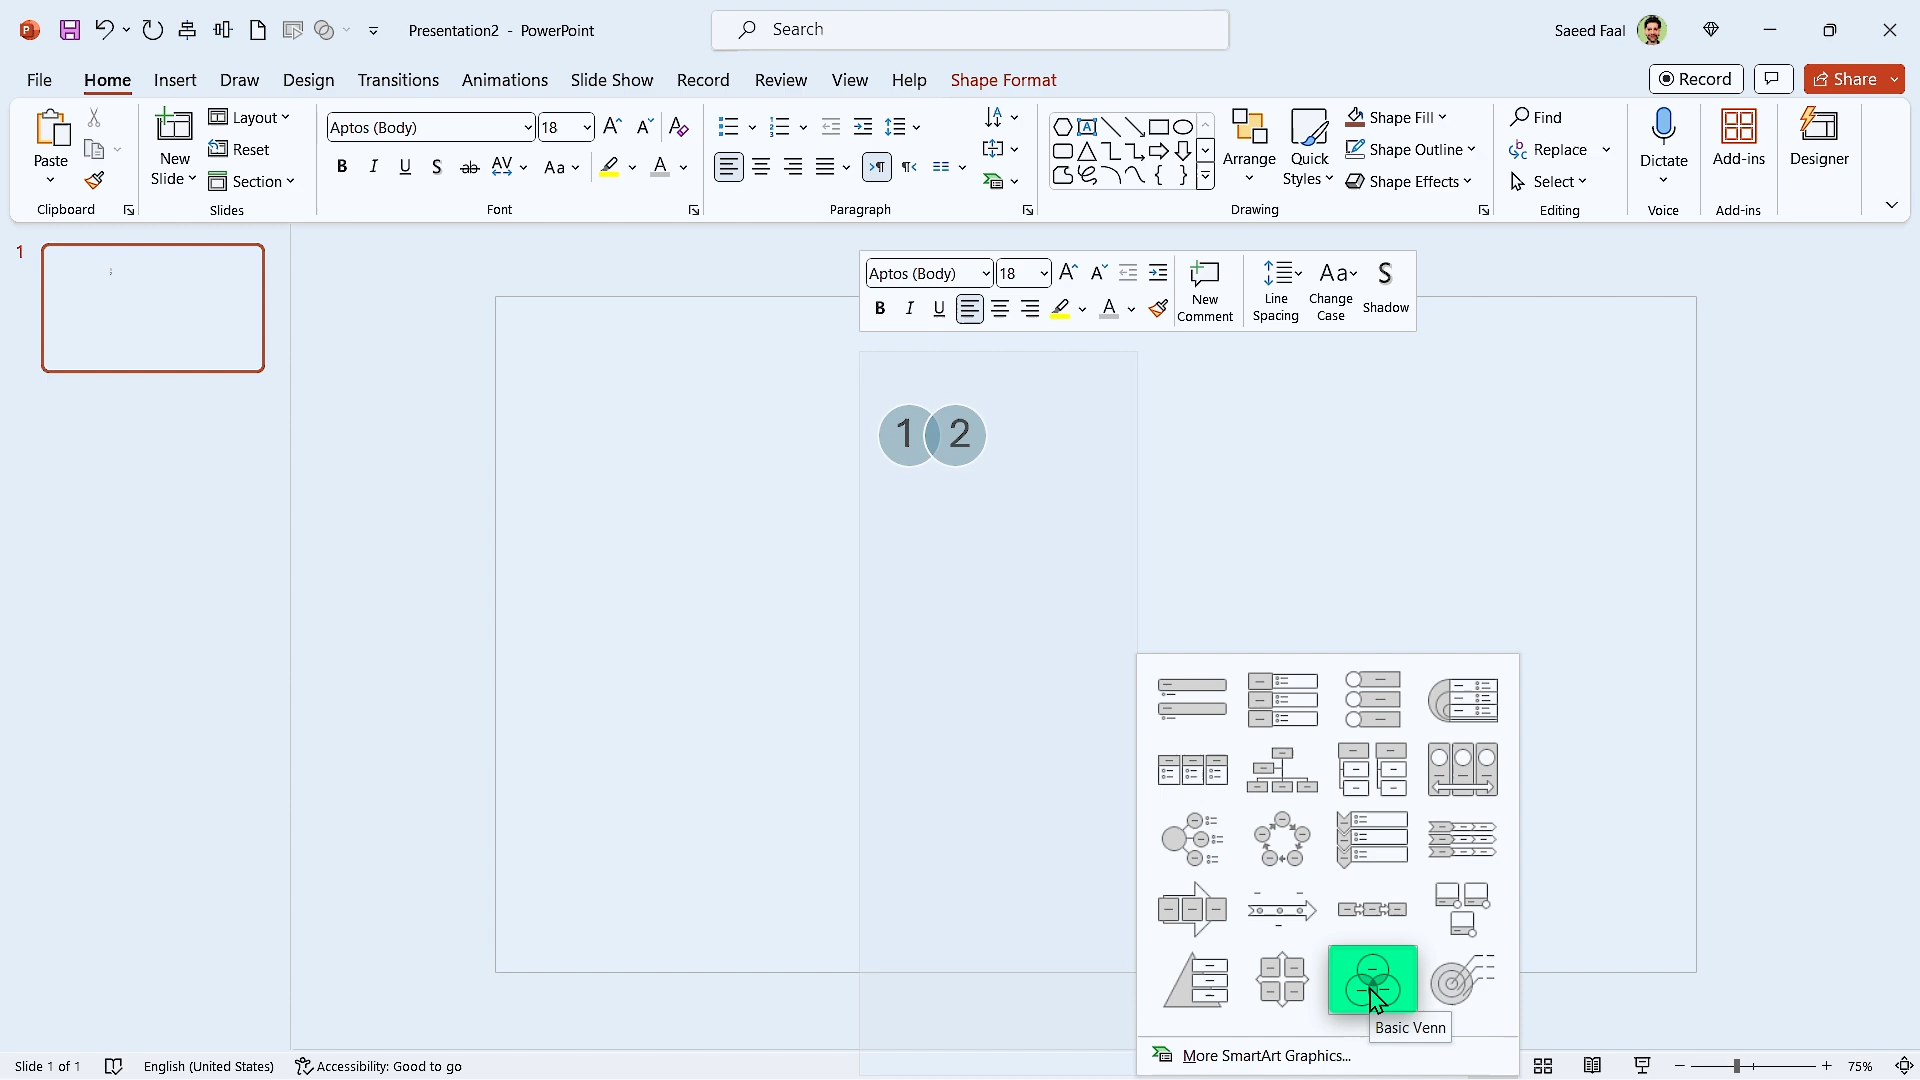 Presentation2 - PowerPoint
Search
Saeed Faal
File Home Insert Draw Design Transitions Animations Slide Show Record Review View Help Shape Format
Record
Share
Paste
Clipboard
New
Slide
Layout
Reset
Section
Slides
Aptos (Body)
18
B I U S ab AV Aa A
Font
Paragraph
Arrange
Quick
Styles
Shape Fill
Shape Outline
Shape Effects
Drawing
Find
Replace
Select
Editing
Dictate
Voice
Add-ins
Add-ins
Designer
1
Aptos (Body) 18
B I U A
New
Comment
Line
Spacing
Aa
Change
Case
S
Shadow
1 2
Basic Venn
More SmartArt Graphics...
Slide 1 of 1
English (United States)
Accessibility: Good to go
75%